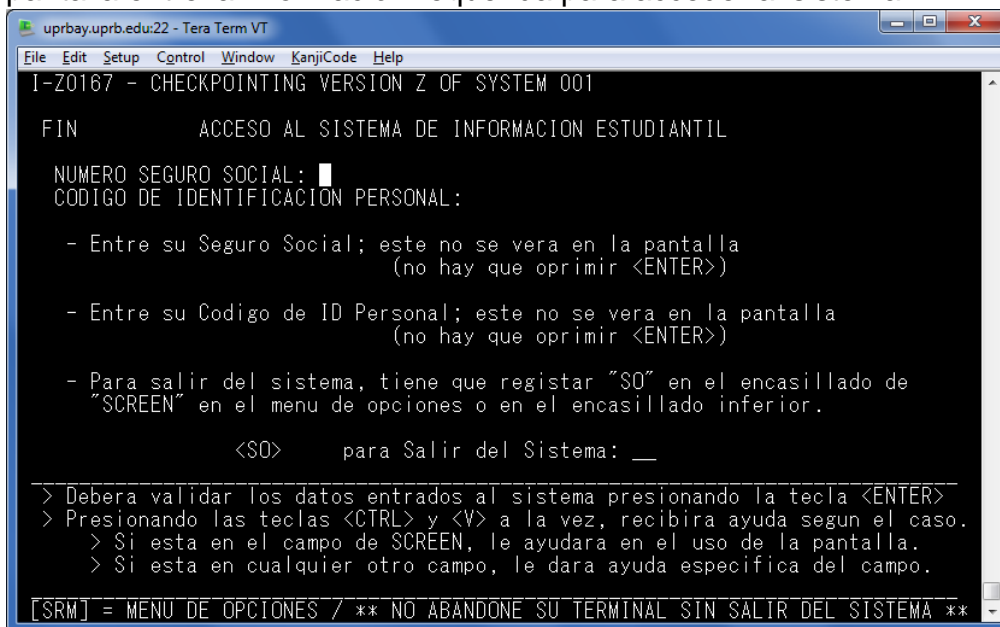 uprbay.uprb.edu:22 - Tera Term VT
File Edit Setup Control Window KanjiCode Help
I-Z0167 - CHECKPOINTING VERSION Z OF SYSTEM 001
FIN ACCESO AL SISTEMA DE INFORMACION ESTUDIANTIL
NUMERO SEGURO SOCIAL:
CODIGO DE IDENTIFICACION PERSONAL:
- Entre su Seguro Social; este no se vera en la pantalla
(no hay que oprimir <ENTER>)
- Entre su Codigo de ID Personal; este no se vera en la pantalla
(no hay que oprimir <ENTER>)
- Para salir del sistema, tiene que registar "SO" en el encasillado de
"SCREEN" en el menu de opciones o en el encasillado inferior.
<SO> para Salir del Sistema: __
> Debera validar los datos entrados al sistema presionando la tecla <ENTER>
> Presionando las teclas <CTRL> y <V> a la vez, recibira ayuda segun el caso.
> Si esta en el campo de SCREEN, le ayudara en el uso de la pantalla.
> Si esta en cualquier otro campo, le dara ayuda especifica del campo.
[SRM] = MENU DE OPCIONES / ** NO ABANDONE SU TERMINAL SIN SALIR DEL SISTEMA **